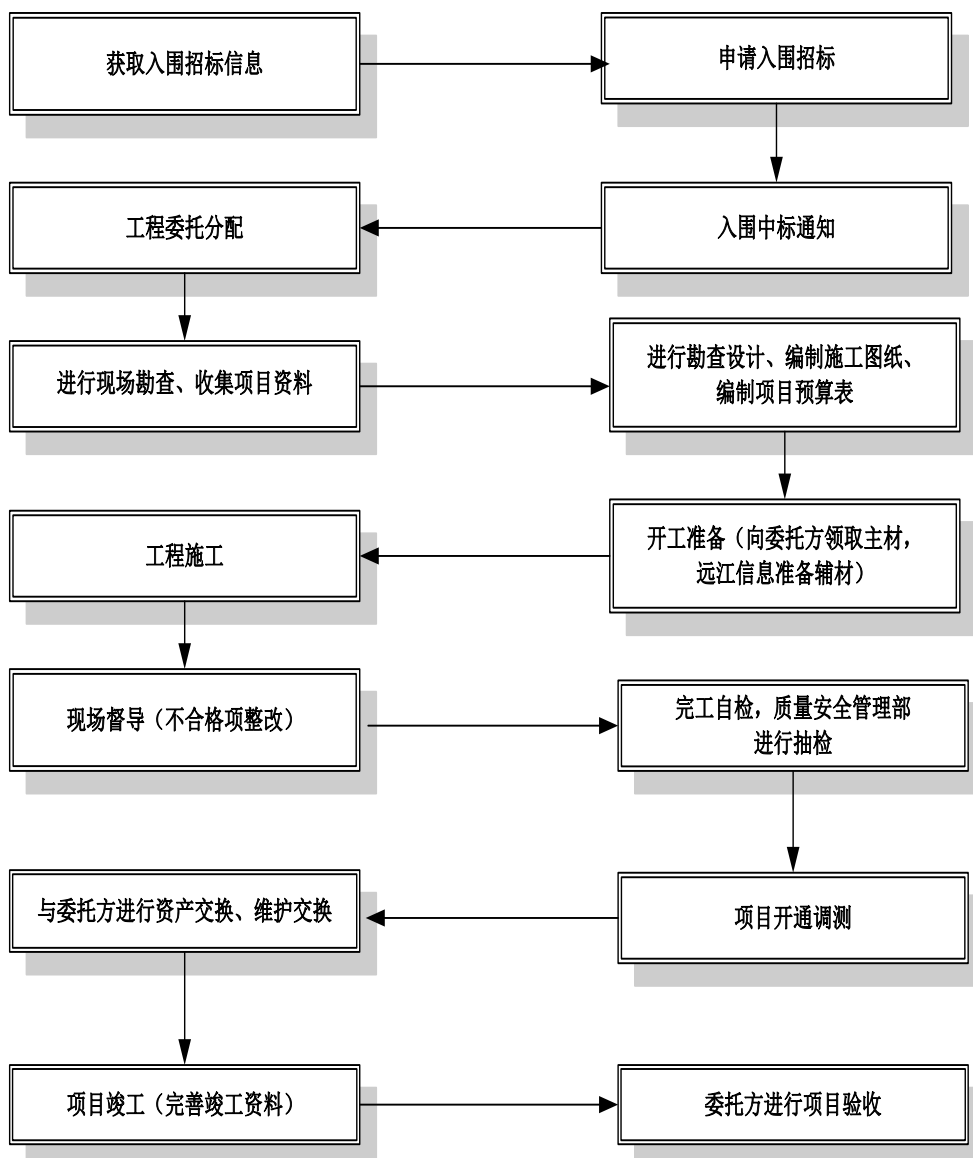 获取入围招标信息
申请入围招标
入围中标通知
工程委托分配
进行现场勘查、收集项目资料
进行勘查设计、编制施工图纸、
编制项目预算表
开工准备（向委托方领取主材，
远江信息准备辅材）
工程施工
现场督导（不合格项整改）
完工自检，质量安全管理部
进行抽检
项目开通调测
与委托方进行资产交换、维护交换
项目竣工（完善竣工资料）
委托方进行项目验收